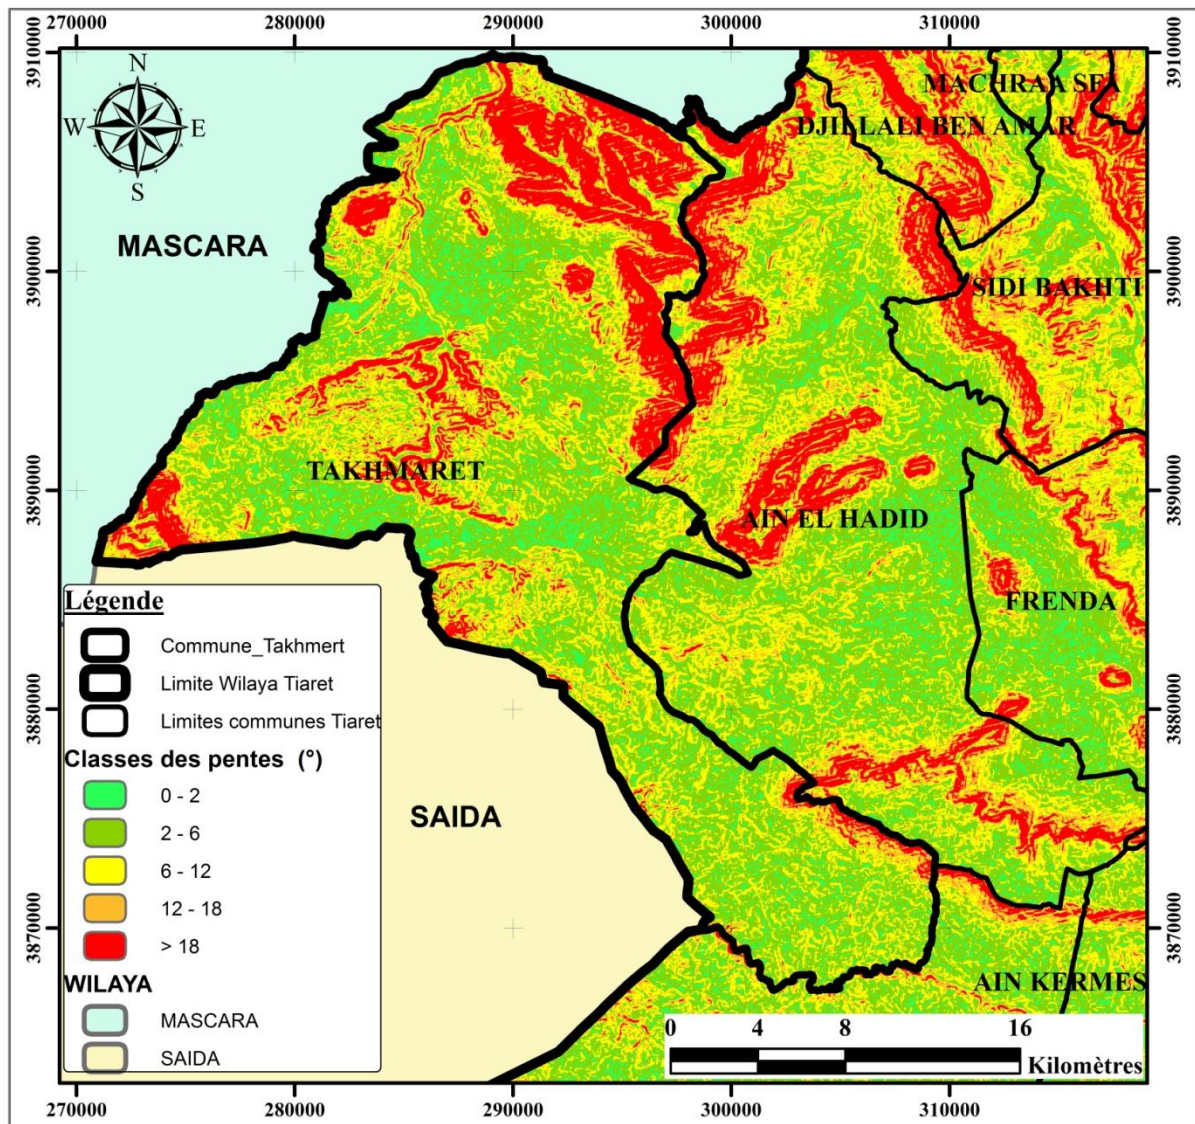 270000 280000 290000 300000 310000
3910000
3910000
N
W E
S
MACHRAA SFA
DJILLALI BEN AMAR
MASCARA
3900000
3900000
SIDI BAKHTI
TAKHMARET
3890000
3890000
AIN EL HADID
FRENDA
Légende
Commune_Takhmert
Limite Wilaya Tiaret
Limites communes Tiaret
3880000
Classes des pentes (°)
0 - 2
2 - 6
6 - 12
12 - 18
> 18
SAIDA
3870000
WILAYA
MASCARA
SAIDA
AIN KERMES
0 4 8 16
Kilomètres
3880000
3870000
270000 280000 290000 300000 310000